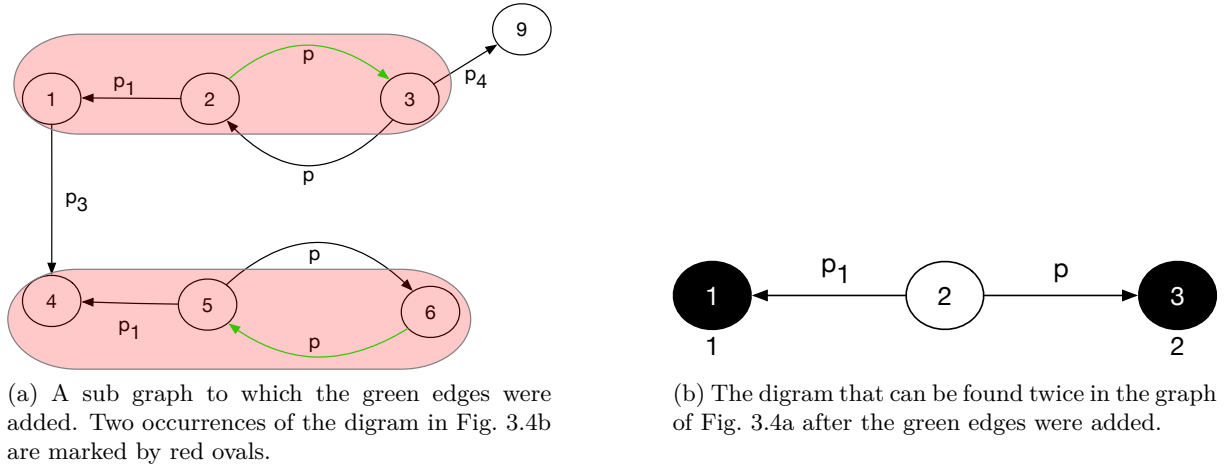 9
p
p1
p4
1
2
3
p
p3
p
4
5
6
p1
p
p1
p
1
2
3
1
2
(a) A sub graph to which the green edges were
added. Two occurrences of the digram in Fig. 3.4b
are marked by red ovals.
(b) The digram that can be found twice in the graph
of Fig. 3.4a after the green edges were added.